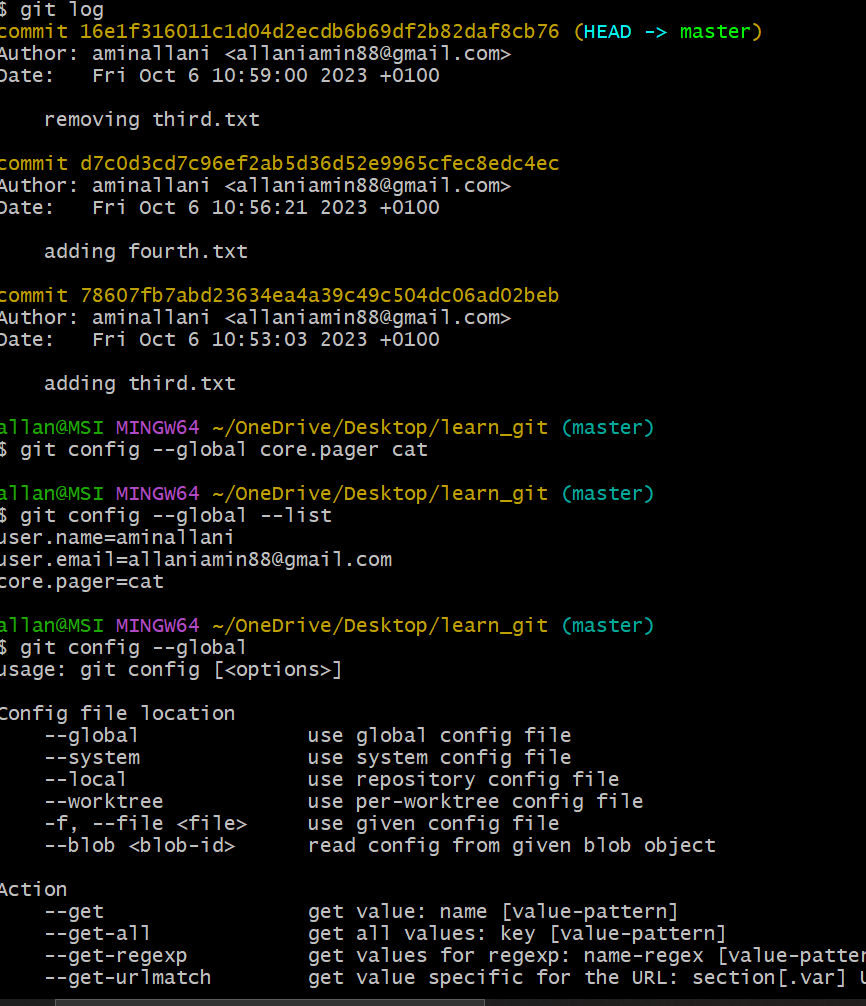 $ git log
commit 16e1f316011c1d04d2ecdb6b69df2b82daf8cb76 (HEAD -> master)
Author: aminallani <allaniamin88@gmail.com>
Date:   Fri Oct 6 10:59:00 2023 +0100

    removing third.txt

commit d7c0d3cd7c96ef2ab5d36d52e9965cfec8edc4ec
Author: aminallani <allaniamin88@gmail.com>
Date:   Fri Oct 6 10:56:21 2023 +0100

    adding fourth.txt

commit 78607fb7abd23634ea4a39c49c504dc06ad02beb
Author: aminallani <allaniamin88@gmail.com>
Date:   Fri Oct 6 10:53:03 2023 +0100

    adding third.txt

allan@MSI MINGW64 ~/OneDrive/Desktop/learn_git (master)
$ git config --global core.pager cat

allan@MSI MINGW64 ~/OneDrive/Desktop/learn_git (master)
$ git config --global --list
user.name=aminallani
user.email=allaniamin88@gmail.com
core.pager=cat

allan@MSI MINGW64 ~/OneDrive/Desktop/learn_git (master)
$ git config --global
usage: git config [<options>]

Config file location
    --global              use global config file
    --system              use system config file
    --local               use repository config file
    --worktree            use per-worktree config file
    -f, --file <file>     use given config file
    --blob <blob-id>      read config from given blob object

Action
    --get                 get value: name [value-pattern]
    --get-all             get all values: key [value-pattern]
    --get-regexp          get values for regexp: name-regex [value-patter
    --get-urlmatch        get value specific for the URL: section[.var] U